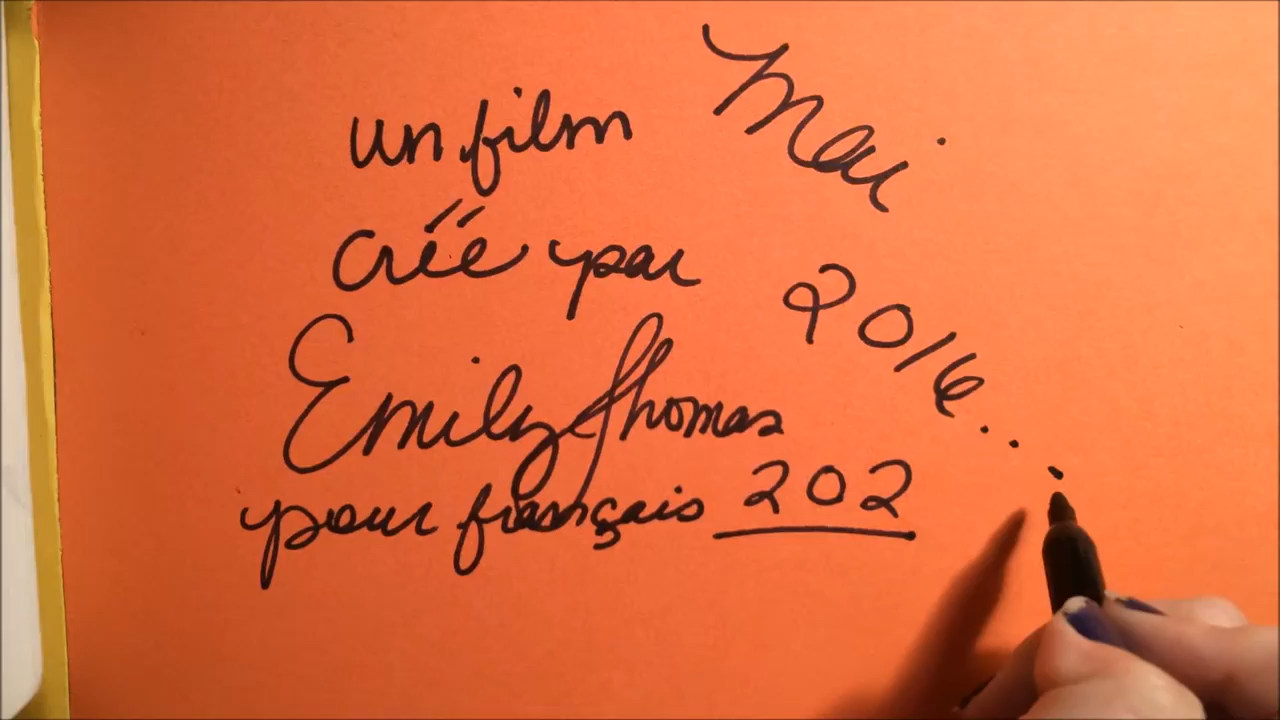 un film
créé par
Emily Thomas
pour français 202
Mai
2016...